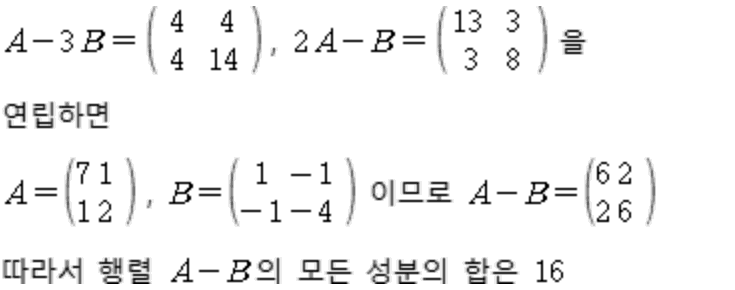 A-3B=( 4 4 ; 4 14 ), 2A-B=( 13 3 ; 3 8 ) 을
연립하면
A=( 7 1 ; 1 2 ), B=( 1 -1 ; -1 -4 ) 이므로 A-B=( 6 2 ; 2 6 )
따라서 행렬 A-B의 모든 성분의 합은 16